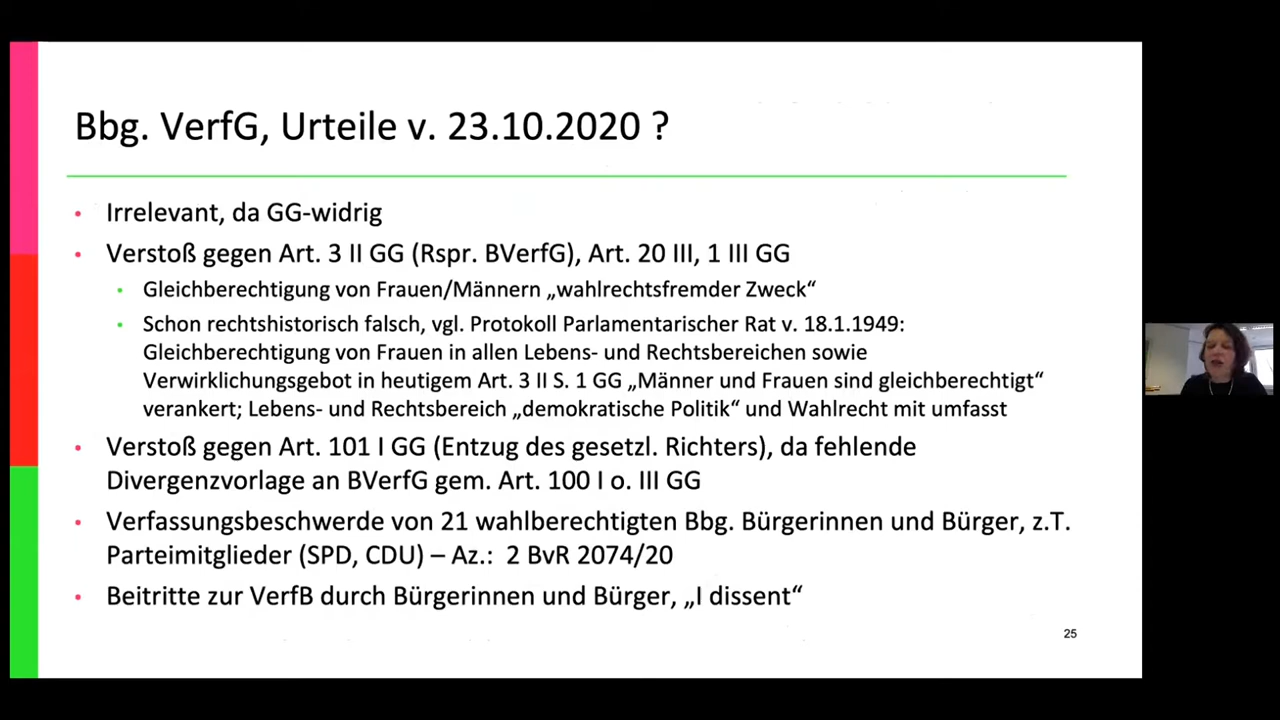 Bbg. VerfG, Urteile v. 23.10.2020 ?
• Irrelevant, da GG-widrig
• Verstoß gegen Art. 3 II GG (Rspr. BVerfG), Art. 20 III, 1 III GG
• Gleichberechtigung von Frauen/Männern „wahlrechtsfremder Zweck“
• Schon rechtshistorisch falsch, vgl. Protokoll Parlamentarischer Rat v. 18.1.1949:
Gleichberechtigung von Frauen in allen Lebens- und Rechtsbereichen sowie
Verwirklichungsgebot in heutigem Art. 3 II S. 1 GG „Männer und Frauen sind gleichberechtigt“
verankert; Lebens- und Rechtsbereich „demokratische Politik“ und Wahlrecht mit umfasst
• Verstoß gegen Art. 101 I GG (Entzug des gesetzl. Richters), da fehlende
Divergenzvorlage an BVerfG gem. Art. 100 I o. III GG
• Verfassungsbeschwerde von 21 wahlberechtigten Bbg. Bürgerinnen und Bürger, z.T.
Parteimitglieder (SPD, CDU) – Az.: 2 BvR 2074/20
• Beitritte zur VerfB durch Bürgerinnen und Bürger, „I dissent“
25